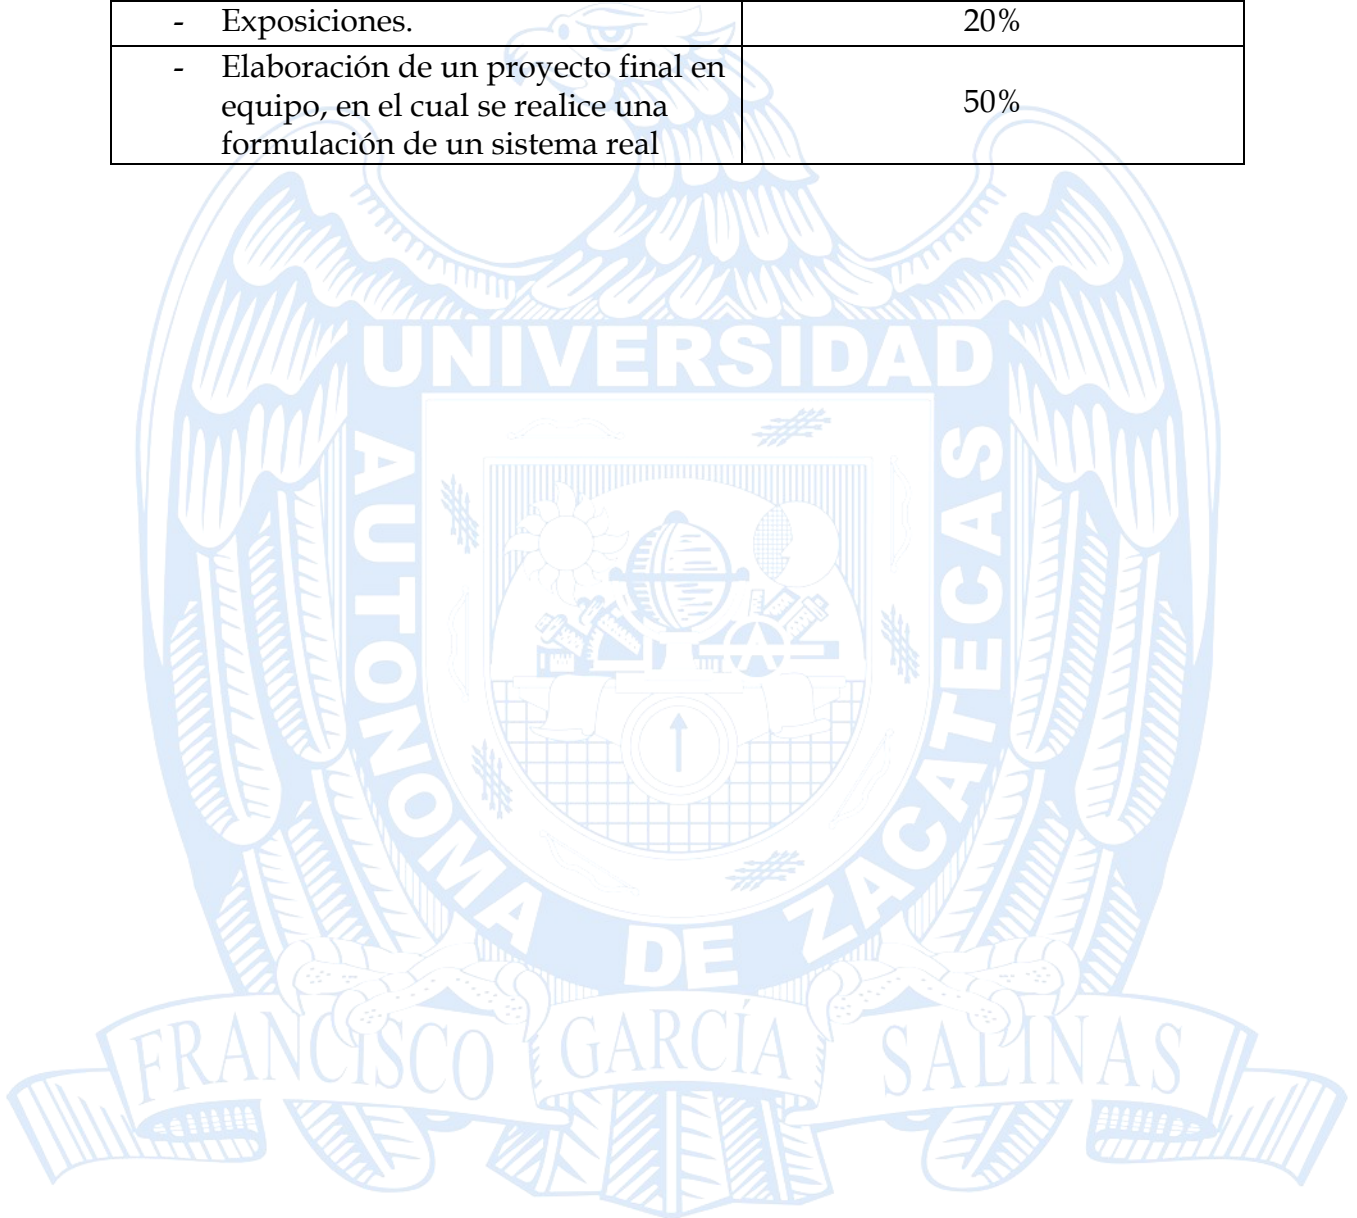 - Exposiciones. 20%
- Elaboración de un proyecto final en
equipo, en el cual se realice una 50%
formulación de un sistema real
UNIVERSIDAD
AUTONOMA
DE
ZACATECAS
FRANCISCO GARCÍA SALINAS